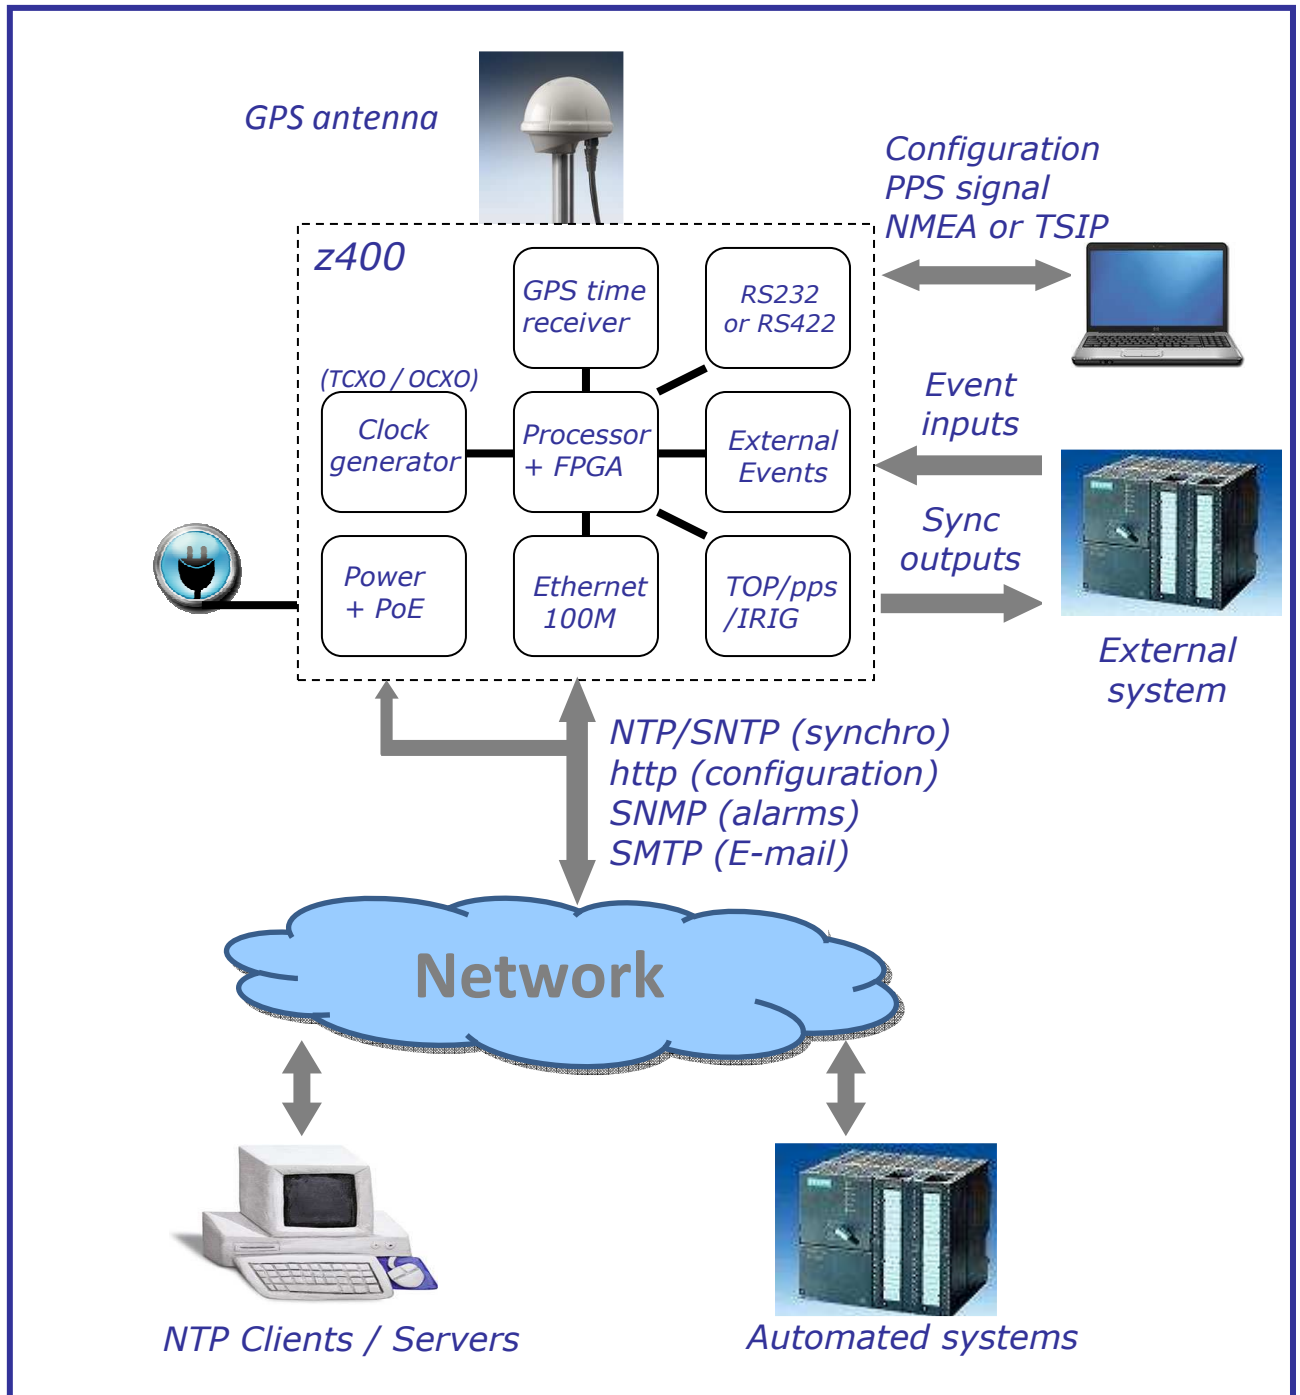 GPS antenna
Configuration
PPS signal
NMEA or TSIP
z400
GPS time
receiver
RS232
or RS422
(TCXO / OCXO)
Clock
generator
Processor
+ FPGA
External
Events
Event
inputs
Power
+ PoE
Ethernet
100M
TOP/pps
/IRIG
Sync
outputs
External
system
NTP/SNTP (synchro)
http (configuration)
SNMP (alarms)
SMTP (E-mail)
Network
NTP Clients / Servers
Automated systems